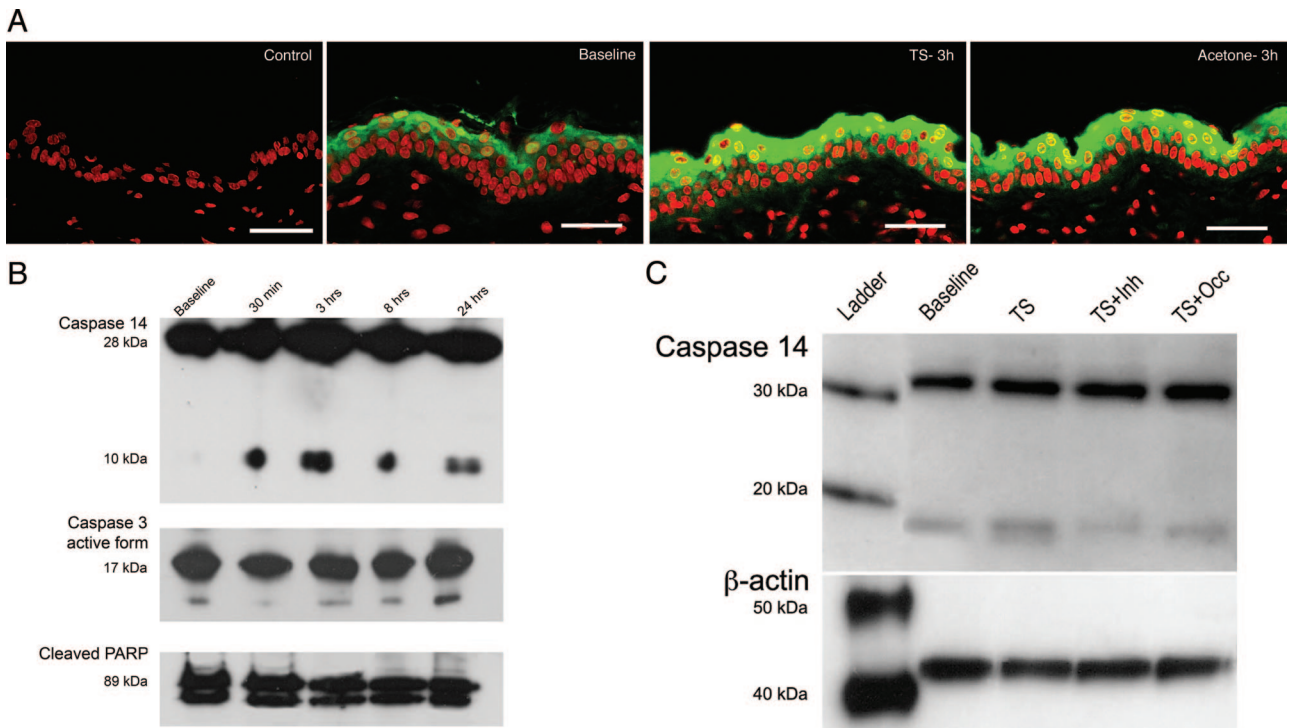 A
Control
Baseline
TS- 3h
Acetone- 3h
B
Baseline
30 min
3 hrs
8 hrs
24 hrs
Caspase 14
28 kDa
10 kDa
Caspase 3
active form
17 kDa
Cleaved PARP
89 kDa
C
Ladder
Baseline
TS
TS+Inh
TS+Occ
Caspase 14
30 kDa
20 kDa
β-actin
50 kDa
40 kDa